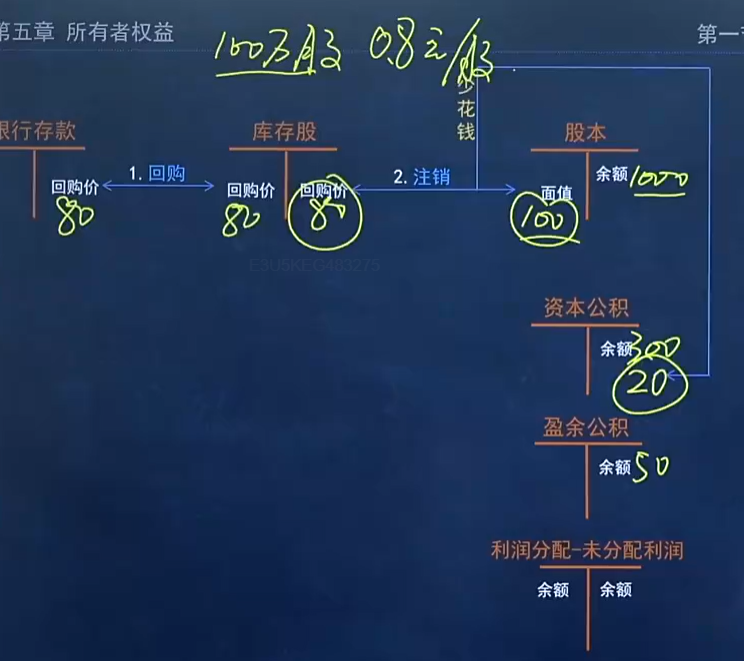 第五章 所有者权益
第一
100万股 0.8元/股
少花钱
银行存款
库存股
股本
1. 回购
2. 注销
回购价
80
回购价
80
回购价
80
面值
100
余额 1000
E3U5KEG483275
资本公积
余额 300
20
盈余公积
余额 50
利润分配-未分配利润
余额
余额